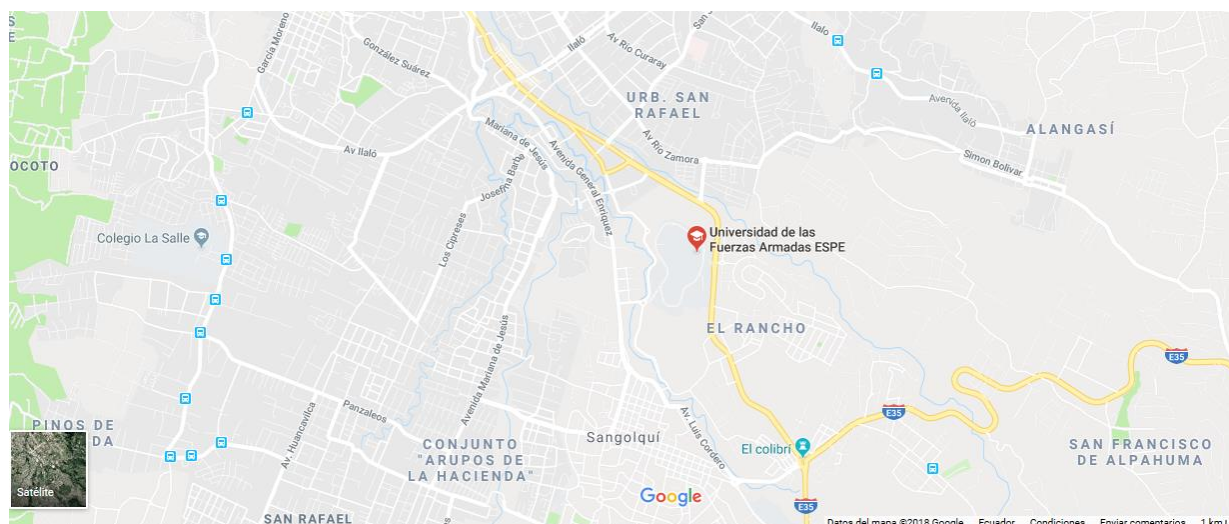 García Moreno
González Suárez
Ilaló
Av Río Curaray
Ilalo
URB. SAN
RAFAEL
Avenida Ilaló
ALANGASÍ
Mariana de Jesús
Avenida General Enriquez
Av Río Zamora
Simon Bolivar
OCOTO
Av Ilaló
Josefina Barba
Los Cipreses
Colegio La Salle
Universidad de las
Fuerzas Armadas ESPE
EL RANCHO
Avenida Mariana de Jesús
E35
E35
Panzaleos
Av. Huancavilca
PINOS DE
DA
CONJUNTO
"ARUPOS DE
LA HACIENDA"
Sangolquí
Av. Luis Cordero
El colibrí
SAN FRANCISCO
DE ALPAHUMA
Satélite
Google
E35
SAN RAFAEL
Datos del mapa ©2018 Google Ecuador Condiciones Enviar comentarios 1 km